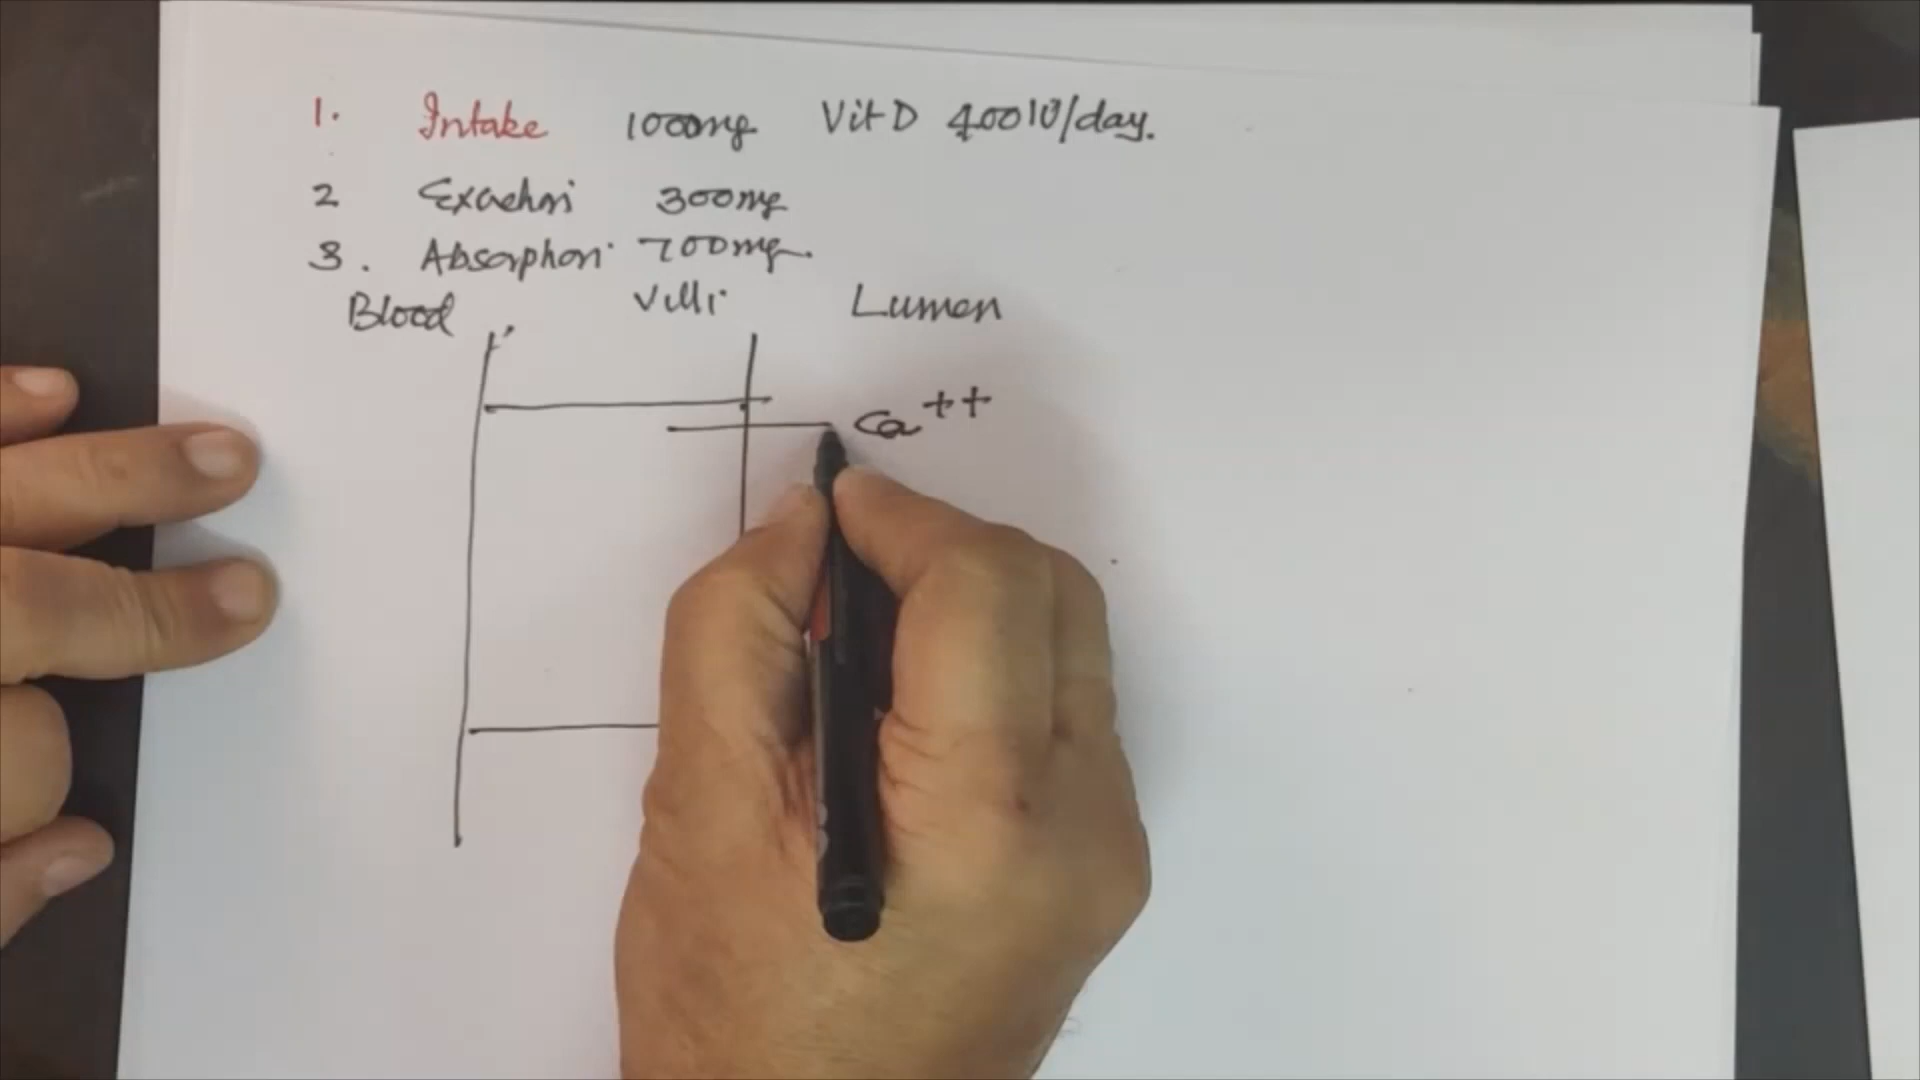 1. Intake 1000mg Vit D 400IU/day.
2 Excretion 300mg
3. Absorption 700mg.
Blood Villi Lumen
Ca++